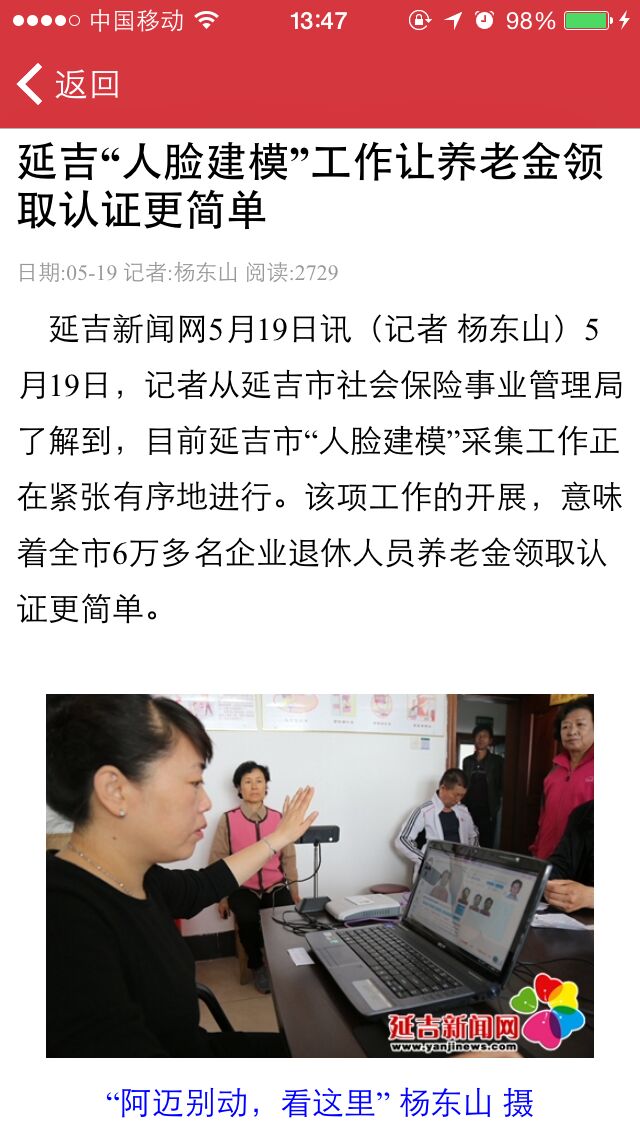 中国移动 13:47 98%
返回
延吉“人脸建模”工作让养老金领
取认证更简单
日期:05-19 记者:杨东山 阅读:2729
延吉新闻网5月19日讯（记者 杨东山）5
月19日，记者从延吉市社会保险事业管理局
了解到，目前延吉市“人脸建模”采集工作正
在紧张有序地进行。该项工作的开展，意味
着全市6万多名企业退休人员养老金领取认
证更简单。
延吉新闻网
www.yanjinews.com
“阿迈别动，看这里” 杨东山 摄